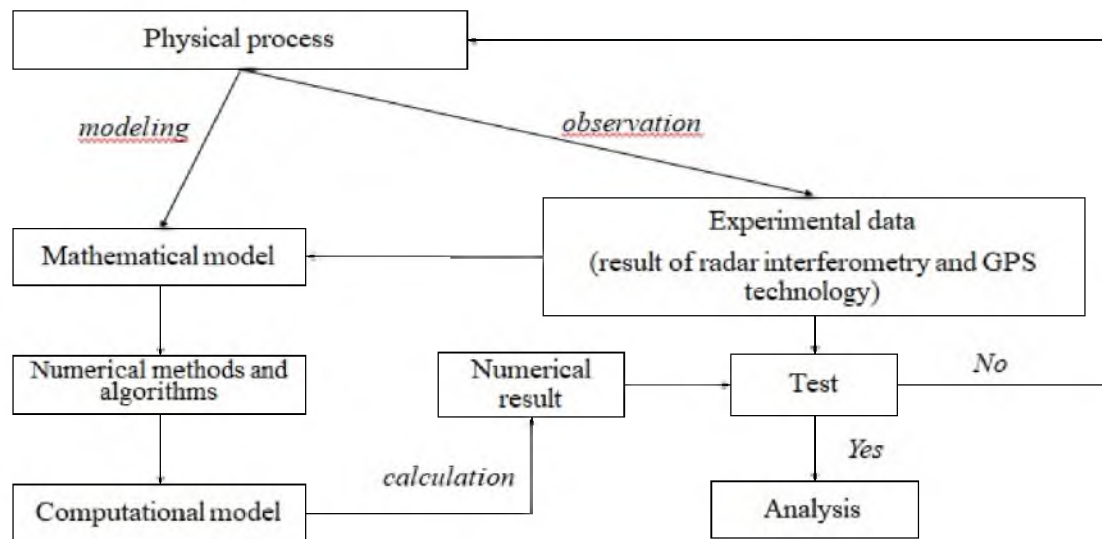 Physical process
modeling
observation
Experimental data
(result of radar interferometry and GPS
technology)
Mathematical model
Numerical methods and
algorithms
Numerical
result
Test
No
Yes
calculation
Computational model
Analysis